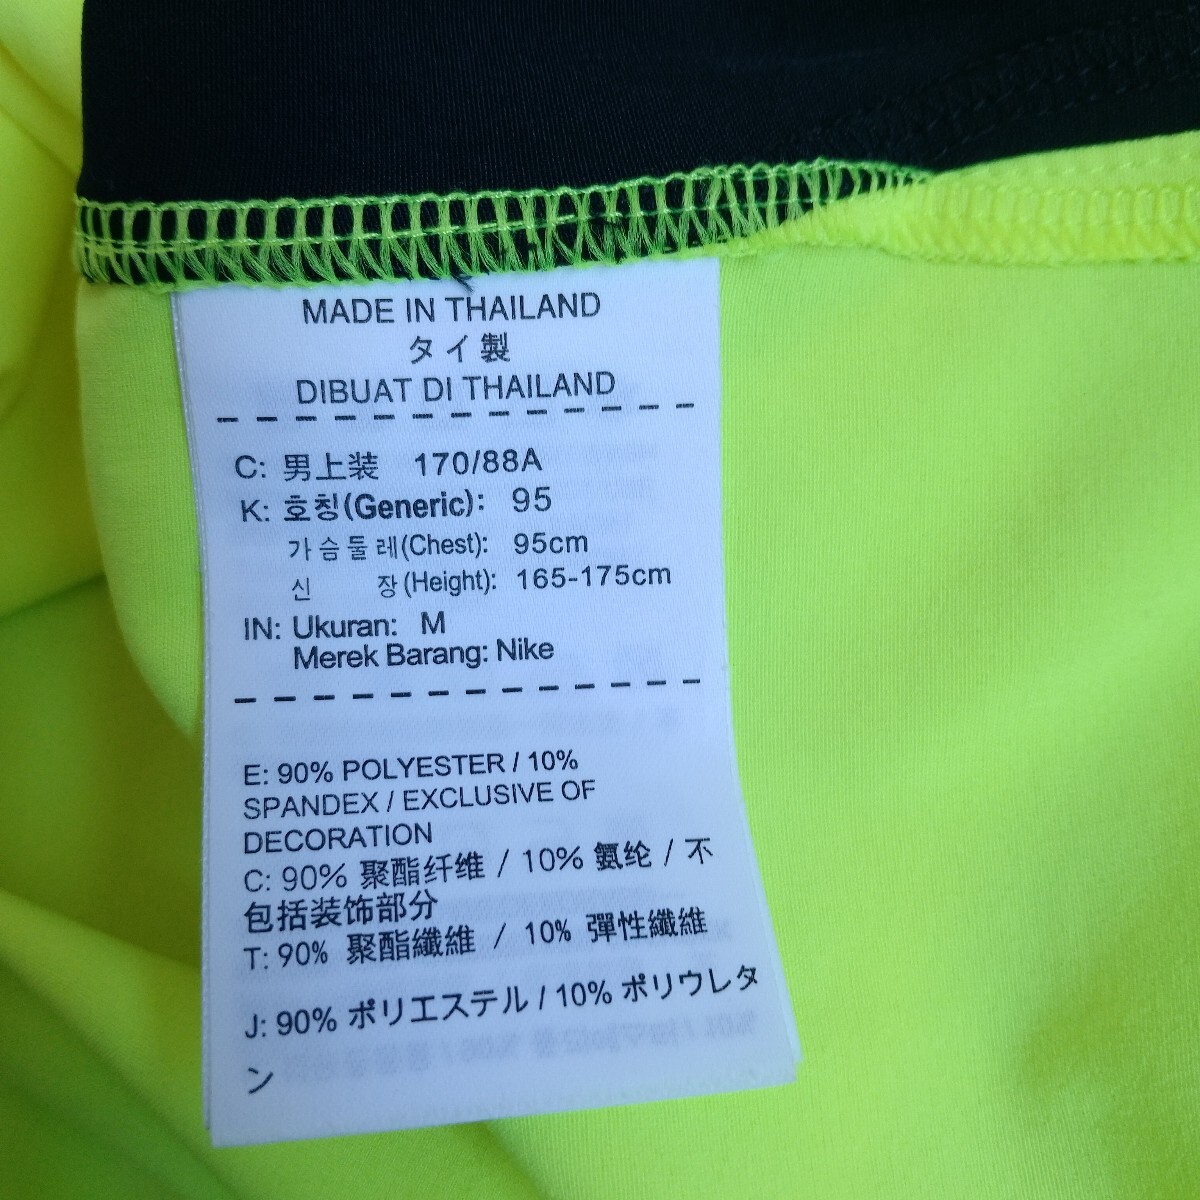 MADE IN THAILAND
タイ製
DIBUAT DI THAILAND
C: 男上装 170/88A
K: 호칭(Generic): 95
가슴둘레(Chest): 95cm
신 장(Height): 165-175cm
IN: Ukuran: M
Merek Barang: Nike
E: 90% POLYESTER / 10%
SPANDEX / EXCLUSIVE OF
DECORATION
C: 90% 聚酯纤维 / 10% 氨纶 / 不
包括装饰部分
T: 90% 聚酯纖維 / 10% 彈性纖維
J: 90% ポリエステル / 10% ポリウレタ
ン